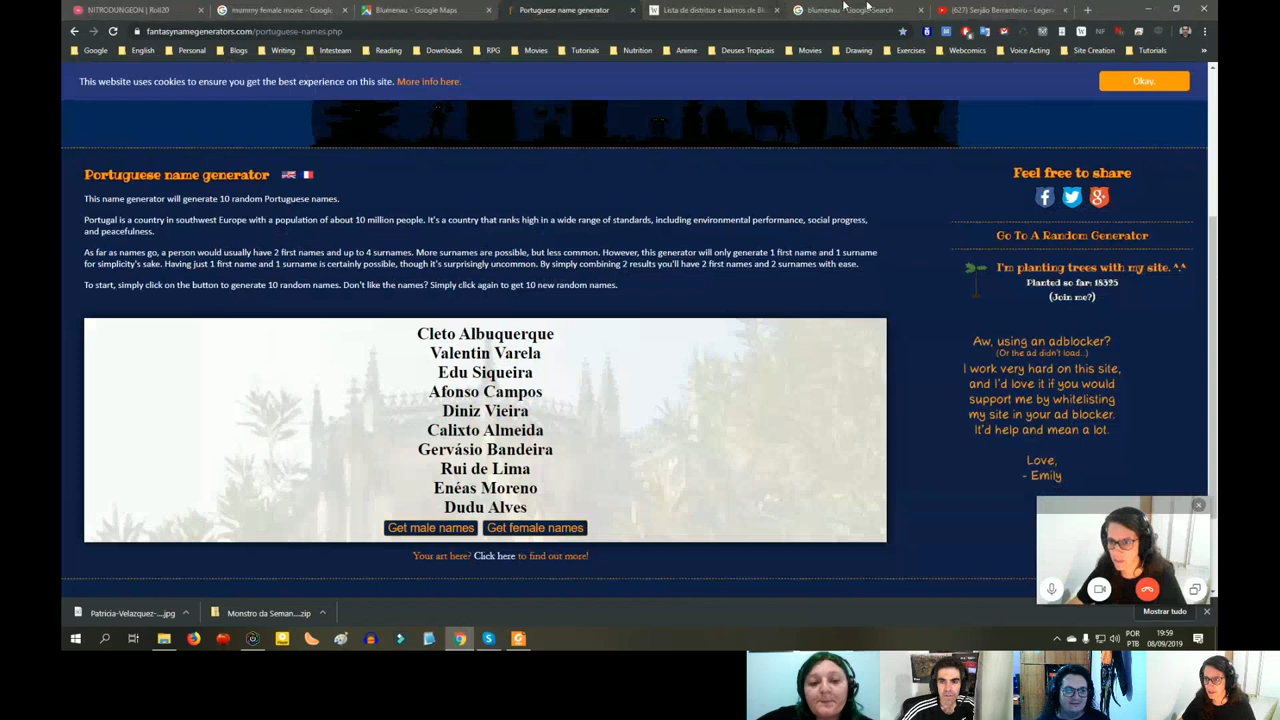 NITRODUNGEON | Roll20
mummy female movie - Google
Blumenau - Google Maps
Portuguese name generator
Lista de distritos e bairros de Bl
blumenau - Google Search
(627) Serjão Berranteiro - Legen
fantasynamegenerators.com/portuguese-names.php
Google English Personal Blogs Writing Intesteam Reading Downloads RPG Movies Tutorials Nutrition Anime Deuses Tropicais Movies Drawing Exercises Webcomics Voice Acting Site Creation Tutorials
This website uses cookies to ensure you get the best experience on this site. More info here.
Okay.
Portuguese name generator
This name generator will generate 10 random Portuguese names.
Portugal is a country in southwest Europe with a population of about 10 million people. It's a country that ranks high in a wide range of standards, including environmental performance, social progress,
and peacefulness.
As far as names go, a person would usually have 2 first names and up to 4 surnames. More surnames are possible, but less common. However, this generator will only generate 1 first name and 1 surname
for simplicity's sake. Having just 1 first name and 1 surname is certainly possible, though it's surprisingly uncommon. By simply combining 2 results you'll have 2 first names and 2 surnames with ease.
To start, simply click on the button to generate 10 random names. Don't like the names? Simply click again to get 10 new random names.
Cleto Albuquerque
Valentin Varela
Edu Siqueira
Afonso Campos
Diniz Vieira
Calixto Almeida
Gervásio Bandeira
Rui de Lima
Enéas Moreno
Dudu Alves
Get male names Get female names
Your art here? Click here to find out more!
Feel free to share
Go To A Random Generator
I'm planting trees with my site. ^.^
Planted so far: 18325
(Join me?)
Aw, using an adblocker?
(Or the ad didn't load..)
I work very hard on this site,
and I'd love it if you would
support me by whitelisting
my site in your ad blocker.
It'd help and mean a lot.
Love,
- Emily
Patricia-Velazquez-....jpg
Monstro da Seman....zip
Mostrar tudo
POR
PTB
19:59
08/09/2019